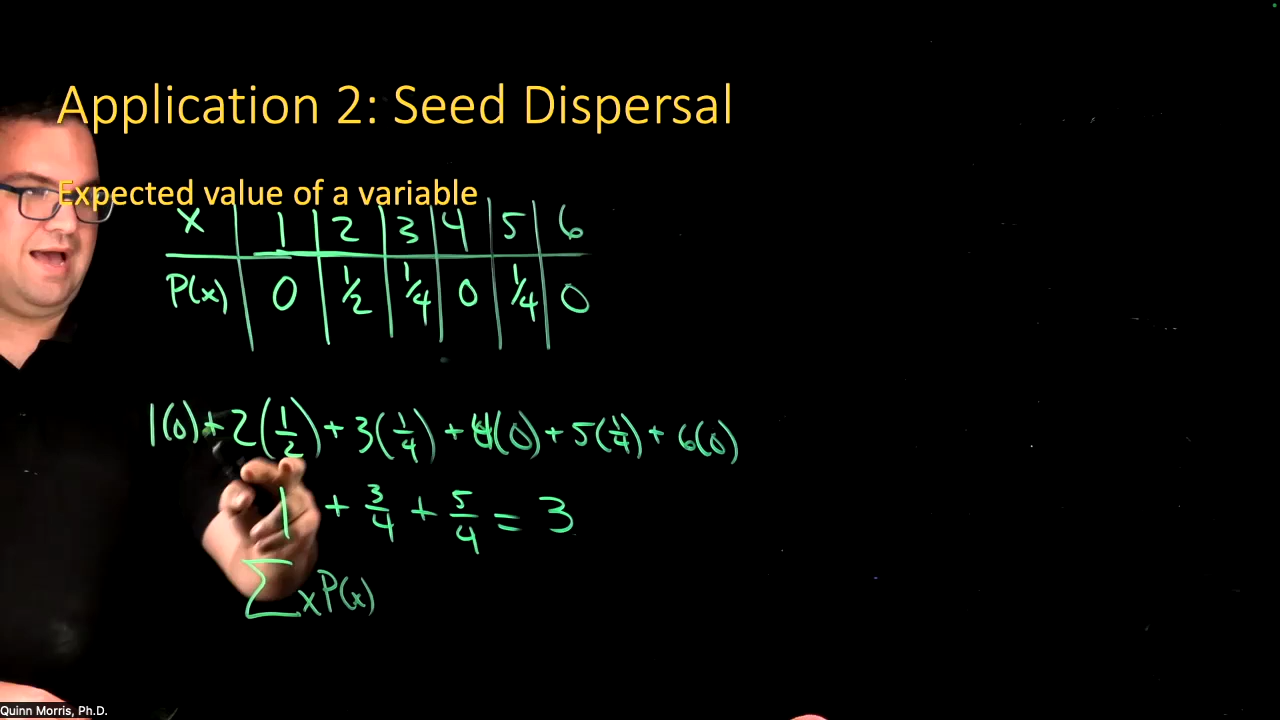 Application 2: Seed Dispersal
Expected value of a variable
x 1 2 3 4 5 6
P(x) 0 1/2 1/4 0 1/4 0
1(0) + 2(1/2) + 3(1/4) + 4(0) + 5(1/4) + 6(0)
1 + 3/4 + 5/4 = 3
∑ x P(x)
Quinn Morris, Ph.D.